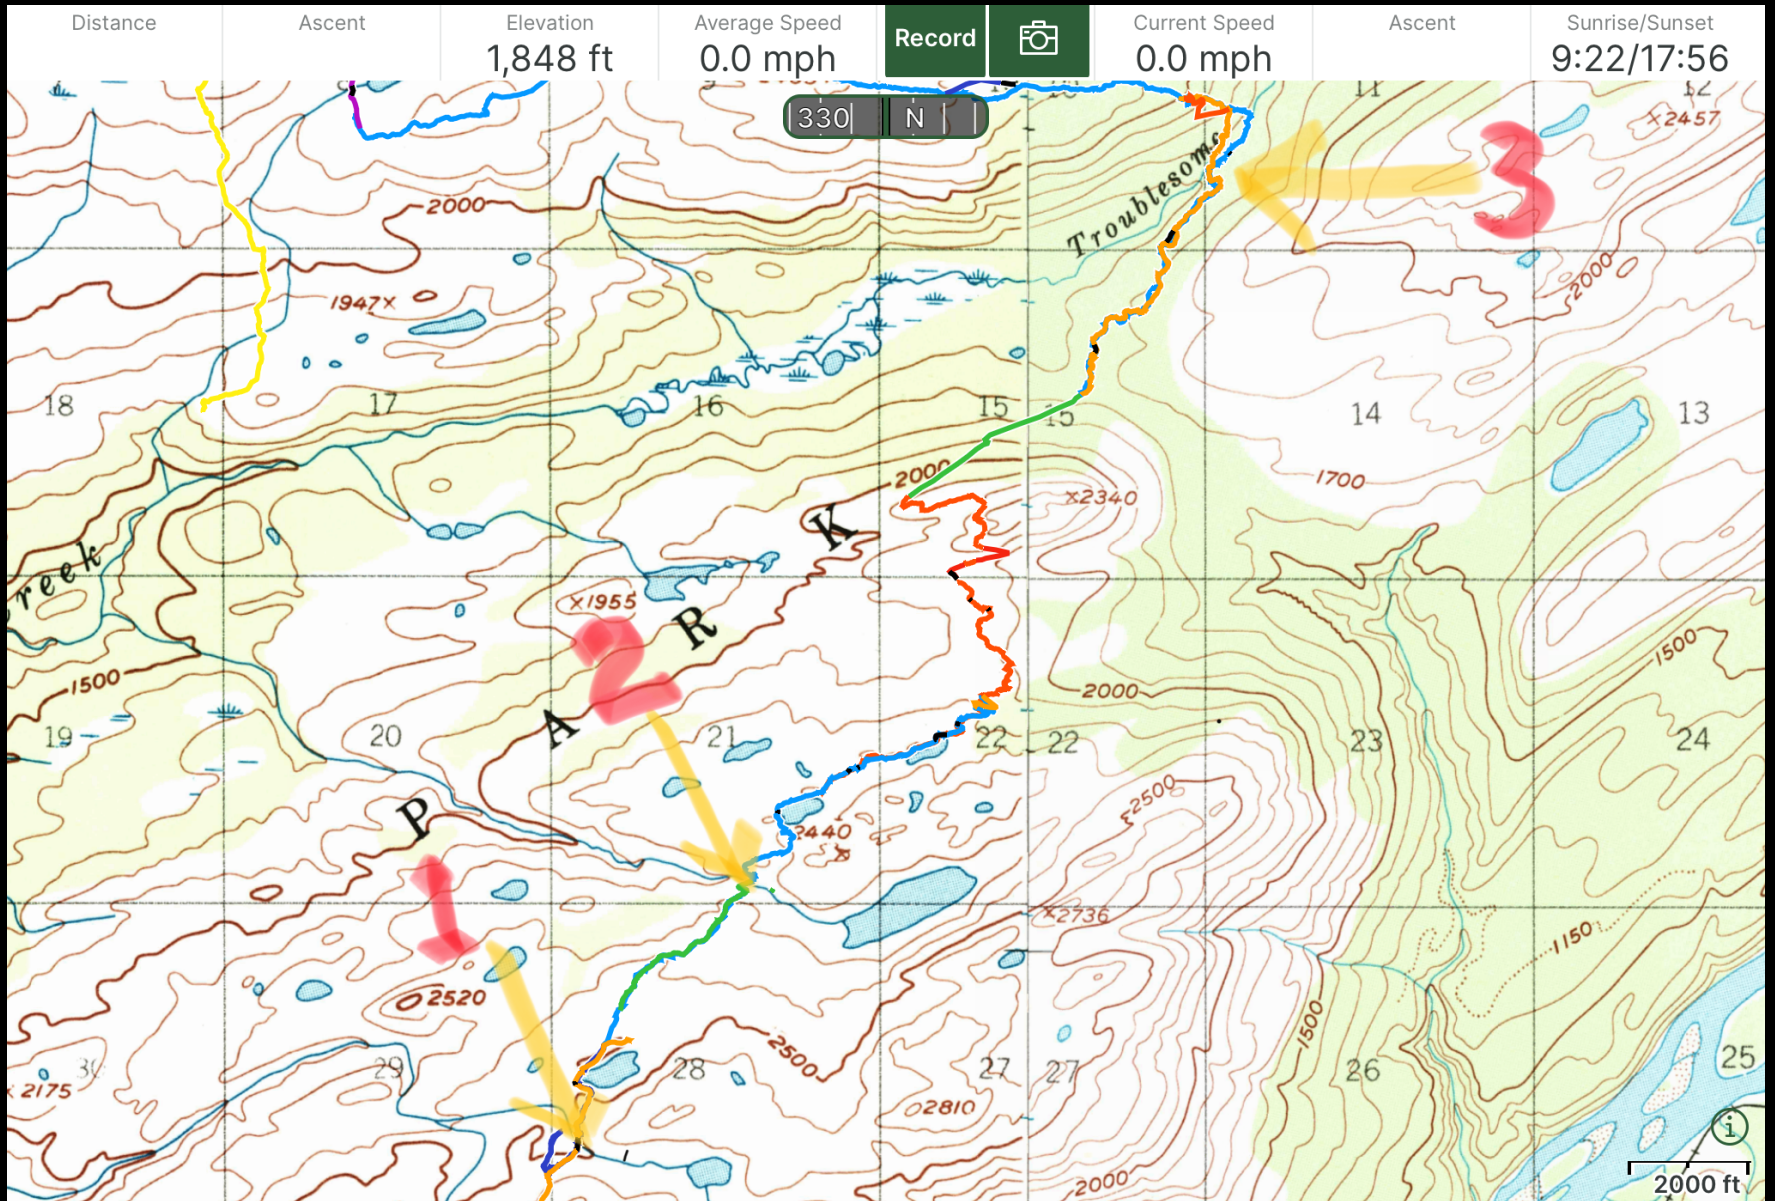 Distance Ascent Elevation Average Speed Record Current Speed Ascent Sunrise/Sunset
1,848 ft 0.0 mph 0.0 mph 9:22/17:56
330 N
11 12
×2457
3
Troublesome
2000
2000
1947×
18 17 16 15 15 14 13
2000
1700
×2340
K
Creek
×1955
R
2
1500
1500
2000
A
19 20 21 22 22 23 24
2500
P
2440
1
×2736
1150
2520
2500
1500
30 29 28 27 27 26 25
2175
2810
2000
2000 ft